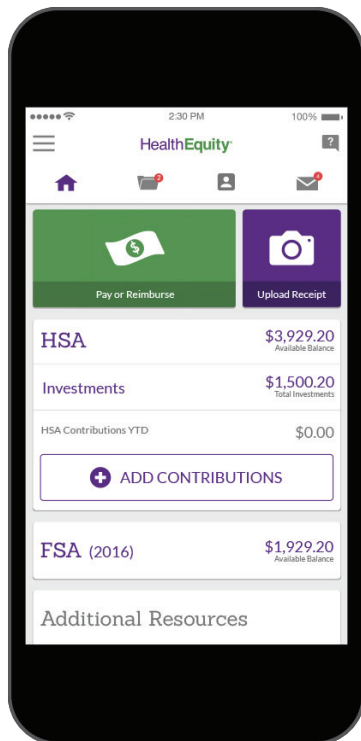 2:30 PM
100%
HealthEquity
?
2
4
$
Pay or Reimburse
Upload Receipt
HSA
$3,929.20
Available Balance
Investments
$1,500.20
Total Investments
HSA Contributions YTD
$0.00
ADD CONTRIBUTIONS
FSA (2016)
$1,929.20
Available Balance
Additional Resources